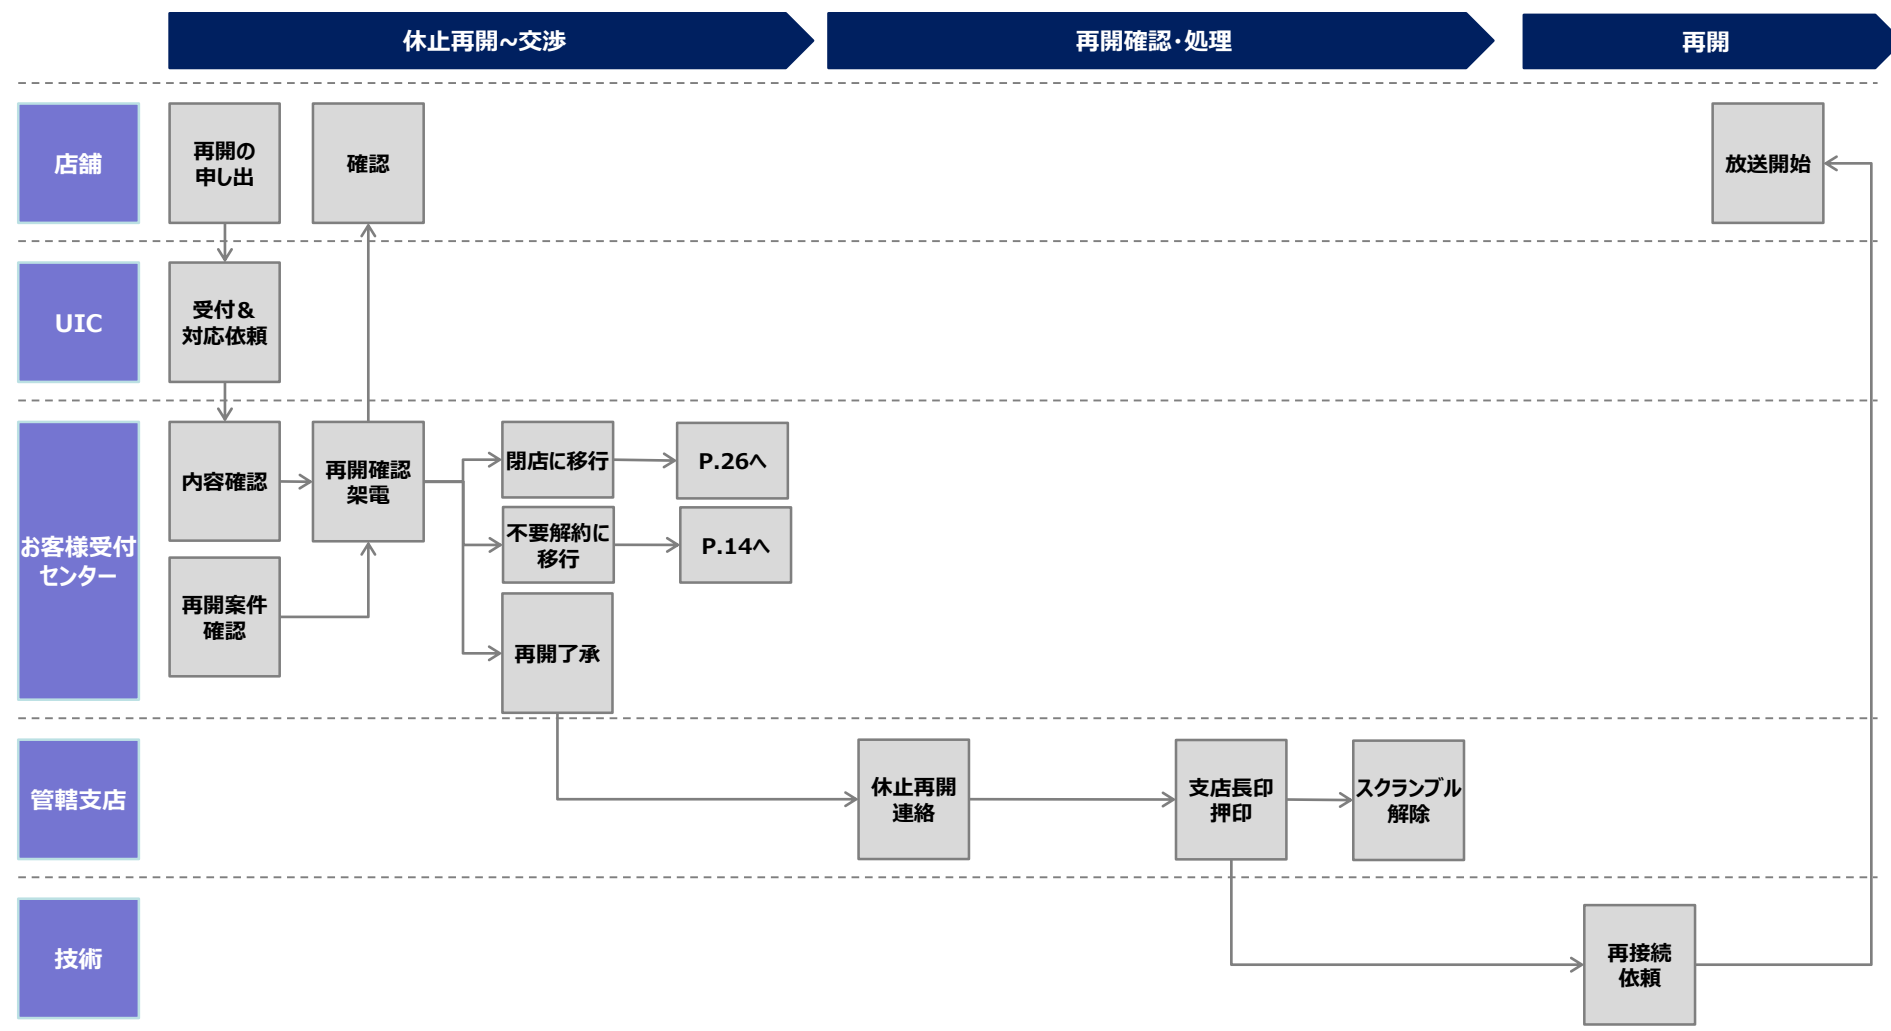 休止再開~交渉
再開確認・処理
再開
店舗
再開の
申し出
確認
放送開始
UIC
受付＆
対応依頼
お客様受付
センター
内容確認
再開確認
架電
閉店に移行
P.26へ
不要解約に
移行
P.14へ
再開案件
確認
再開了承
管轄支店
休止再開
連絡
支店長印
押印
スクランブル
解除
技術
再接続
依頼